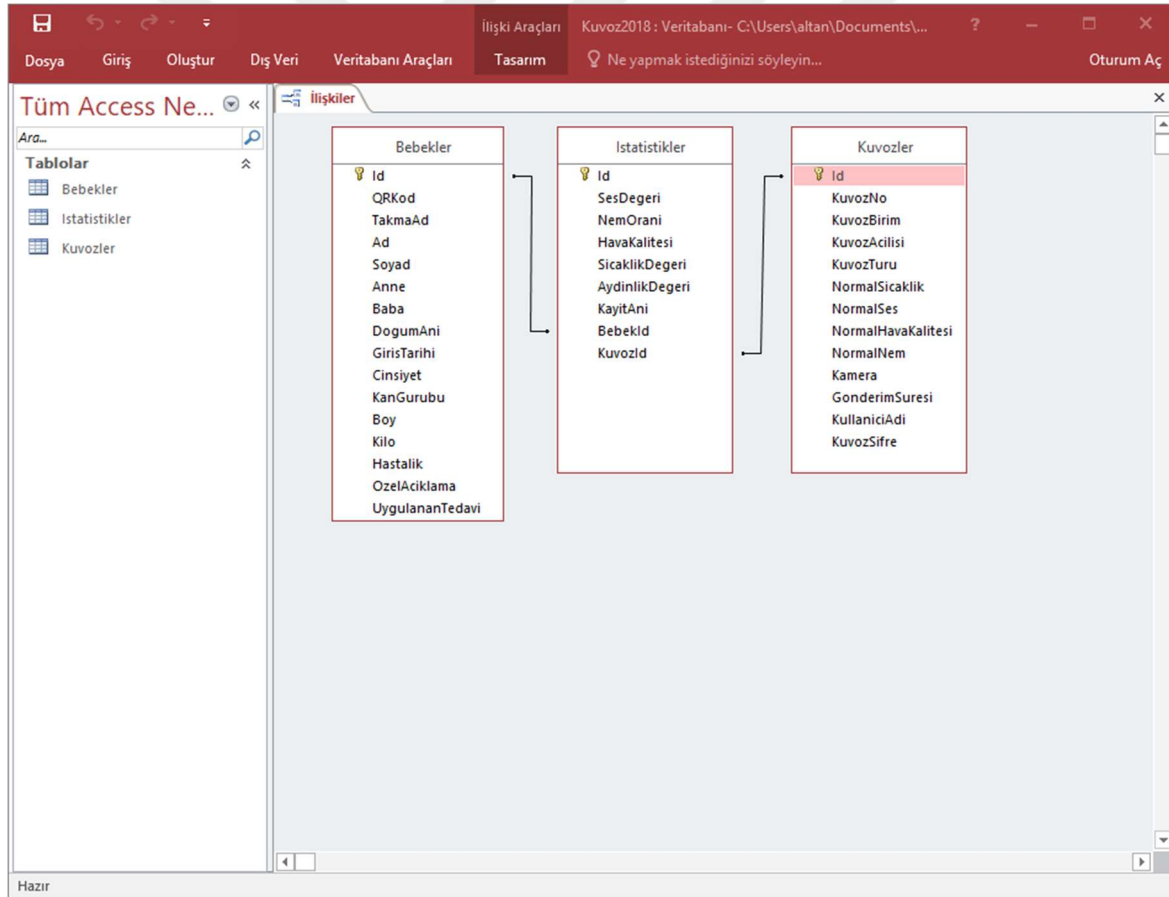 İlişki Araçları Kuvoz2018 : Veritabanı- C:\Users\altan\Documents\... ?
Dosya Giriş Oluştur Dış Veri Veritabanı Araçları Tasarım Ne yapmak istediğinizi söyleyin... Oturum Aç
Tüm Access Ne... «
Ara...
Tablolar
Bebekler
Istatistikler
Kuvozler
İlişkiler
Bebekler
Id
QRKod
TakmaAd
Ad
Soyad
Anne
Baba
DogumAni
GirisTarihi
Cinsiyet
KanGurubu
Boy
Kilo
Hastalik
OzelAciklama
UygulananTedavi
Istatistikler
Id
SesDegeri
NemOrani
HavaKalitesi
SicaklikDegeri
AydinlikDegeri
KayitAni
BebekId
KuvozId
Kuvozler
Id
KuvozNo
KuvozBirim
KuvozAcilisi
KuvozTuru
NormalSicaklik
NormalSes
NormalHavaKalitesi
NormalNem
Kamera
GonderimSuresi
KullaniciAdi
KuvozSifre
Hazır